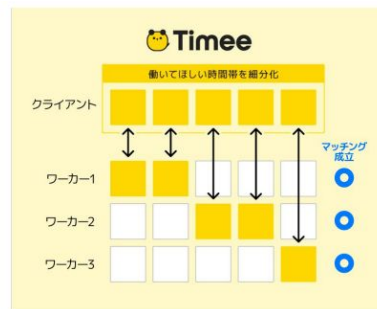 Timee
働いてほしい時間帯を細分化
クライアント
マッチング
成立
ワーカー1
ワーカー2
ワーカー3